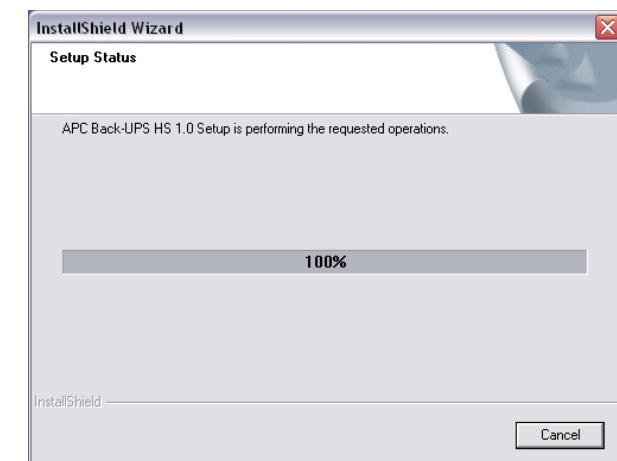 InstallShield Wizard
Setup Status
APC Back-UPS HS 1.0 Setup is performing the requested operations.
100%
InstallShield
Cancel